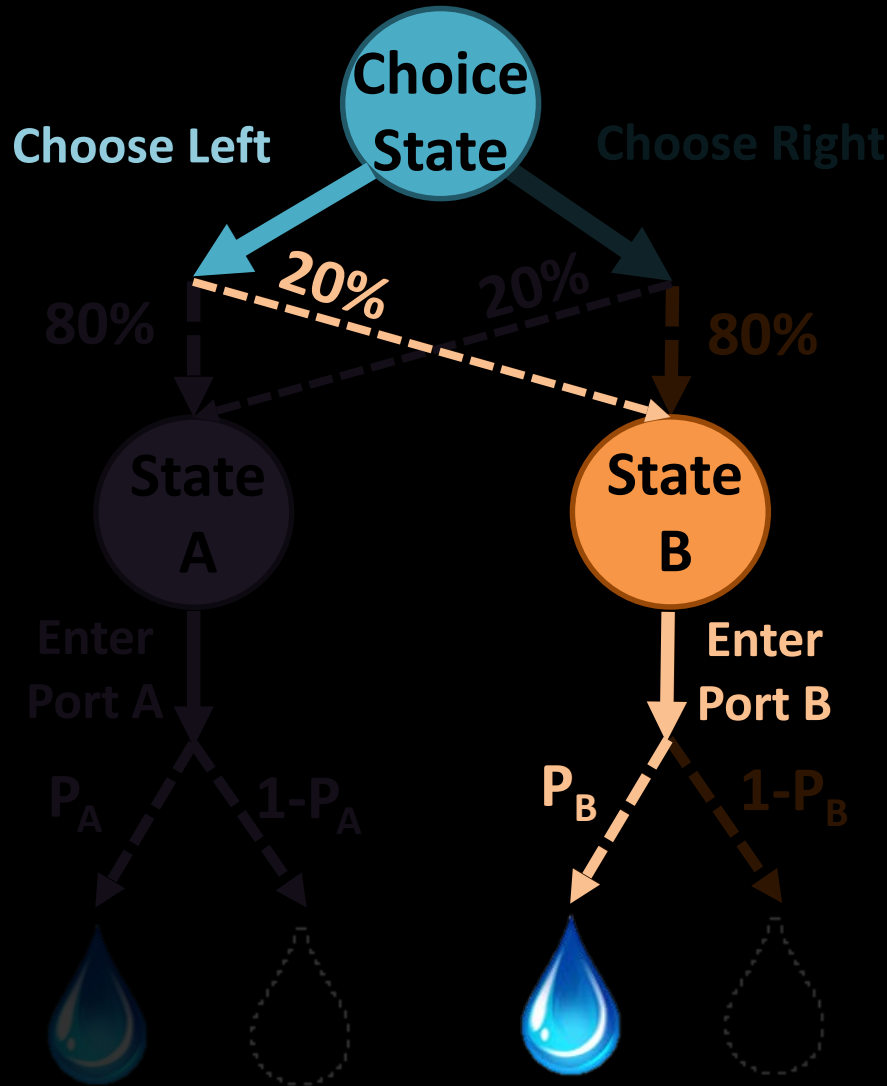 Choice
State
Choose Left
Choose Right
20%
20%
80%
80%
State
A
State
B
Enter
Port A
Enter
Port B
PA
1-PA
PB
1-PB